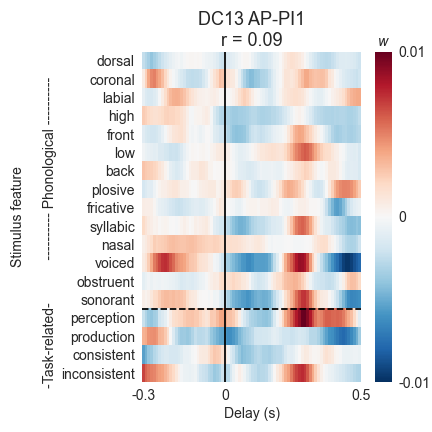 DC13 AP-PI1
r = 0.09
w
dorsal
coronal
labial
high
front
low
back
plosive
fricative
syllabic
nasal
voiced
obstruent
sonorant
perception
production
consistent
inconsistent
Stimulus feature
-Task-related- ---------- Phonological ----------
-0.3 0 0.5
Delay (s)
0.01
0
-0.01